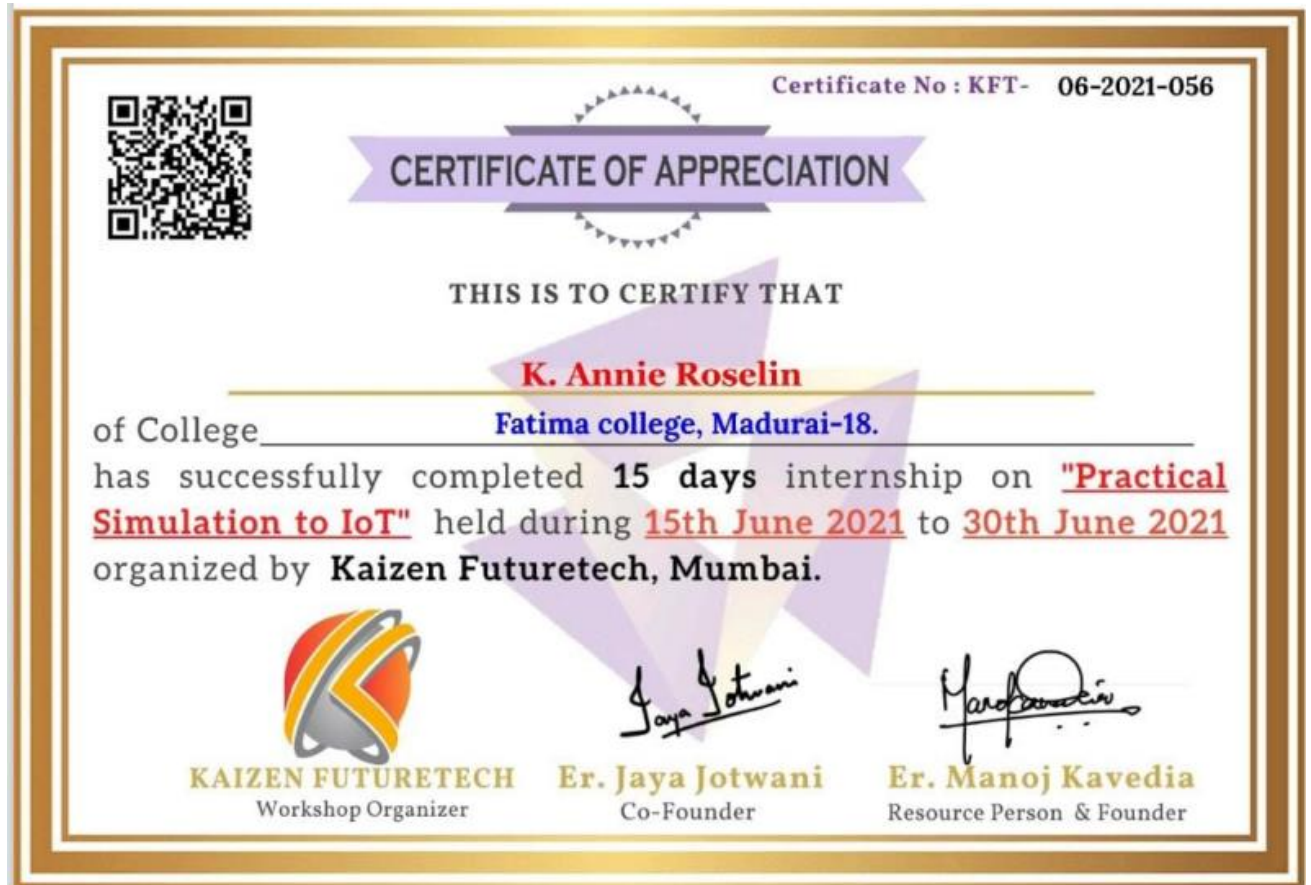 Certificate No : KFT- 06-2021-056
CERTIFICATE OF APPRECIATION
THIS IS TO CERTIFY THAT
K. Annie Roselin
of College Fatima college, Madurai-18.
has successfully completed 15 days internship on "Practical
Simulation to IoT" held during 15th June 2021 to 30th June 2021
organized by Kaizen Futuretech, Mumbai.
Jaya Jotwani
KAIZEN FUTURETECH Er. Jaya Jotwani Er. Manoj Kavedia
Workshop Organizer Co-Founder Resource Person & Founder